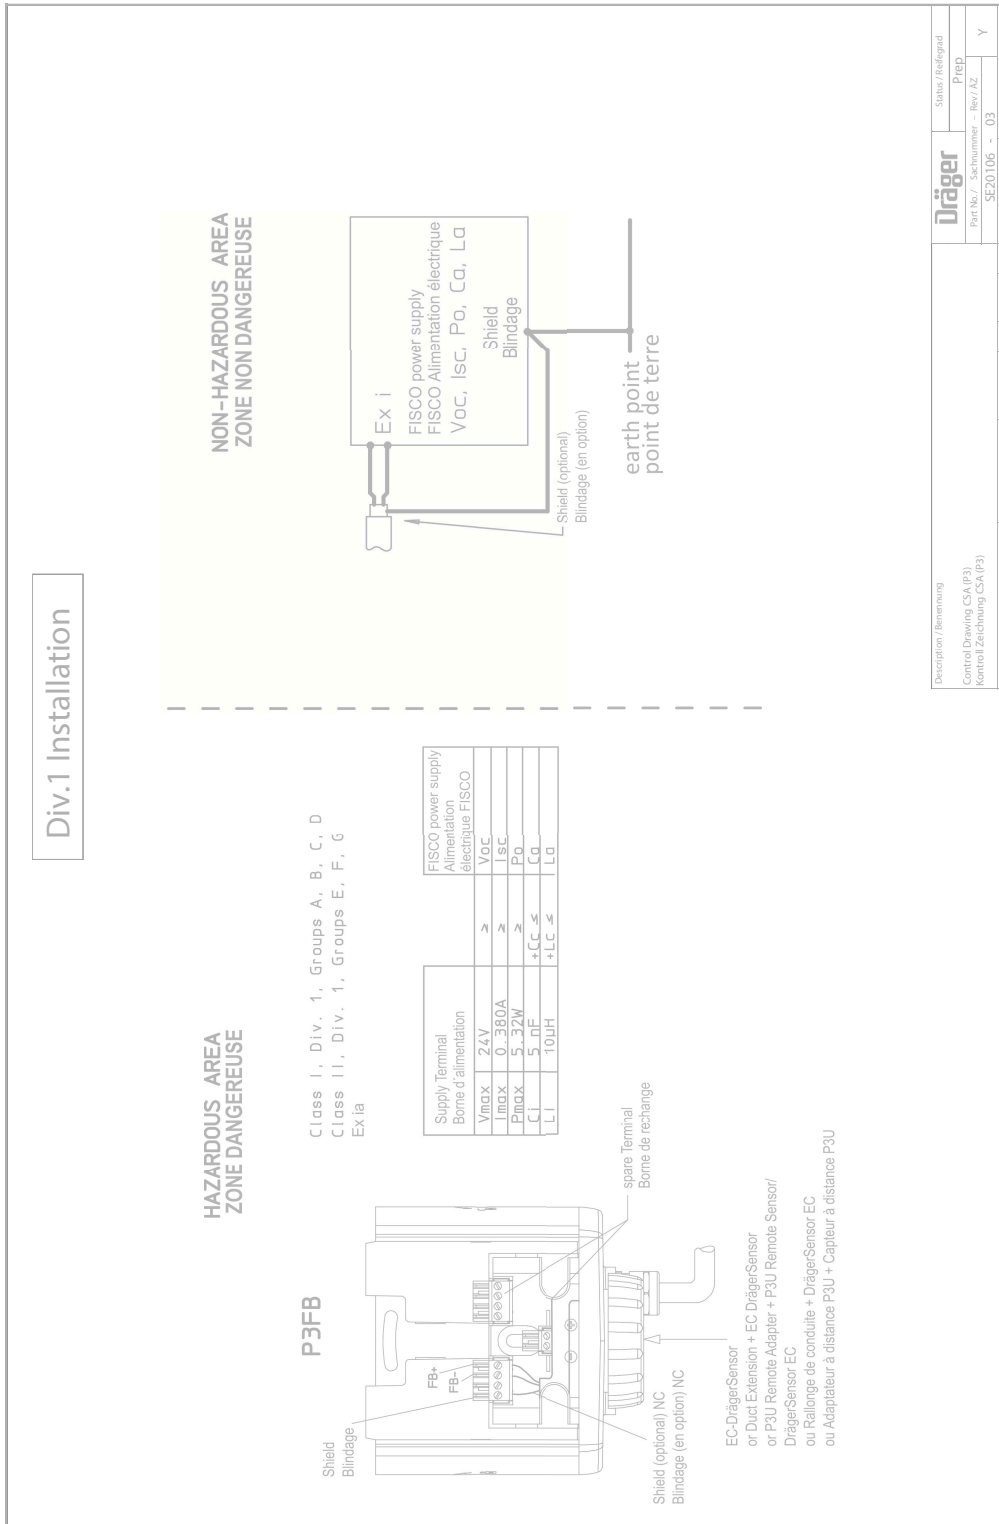 Div.1 Installation
HAZARDOUS AREA
ZONE DANGEREUSE
NON-HAZARDOUS AREA
ZONE NON DANGEREUSE
Class I, Div. 1, Groups A, B, C, D
Class II, Div. 1, Groups E, F, G
Ex ia
P3FB
Shield
Blindage
FB+
FB-
Supply Terminal
Borne d'alimentation
FISCO power supply
Alimentation
électrique FISCO
Vmax 24V ≥ Voc
Imax 0.380A ≥ Isc
Pmax 5.32W ≥ Po
Ci 5 nF +Cc ≤ Ca
Li 10µH +Lc ≤ La
spare Terminal
Borne de rechange
Shield (optional) NC
Blindage (en option) NC
EC-DrägerSensor
or Duct Extension + EC DrägerSensor
or P3U Remote Adapter + P3U Remote Sensor/
DrägerSensor EC
ou Rallonge de conduite + DrägerSensor EC
ou Adaptateur à distance P3U + Capteur à distance P3U
Ex i
FISCO power supply
FISCO Alimentation électrique
Voc, Isc, Po, Ca, La
Shield
Blindage
Shield (optional)
Blindage (en option)
earth point
point de terre
Description / Benennung
Control Drawing CSA (P3)
Kontroll Zeichnung CSA (P3)
Dräger
Status / Reifegrad
Prep
Part No. / Sachnummer - Rev / ÄZ
SE20106 - 03
Y